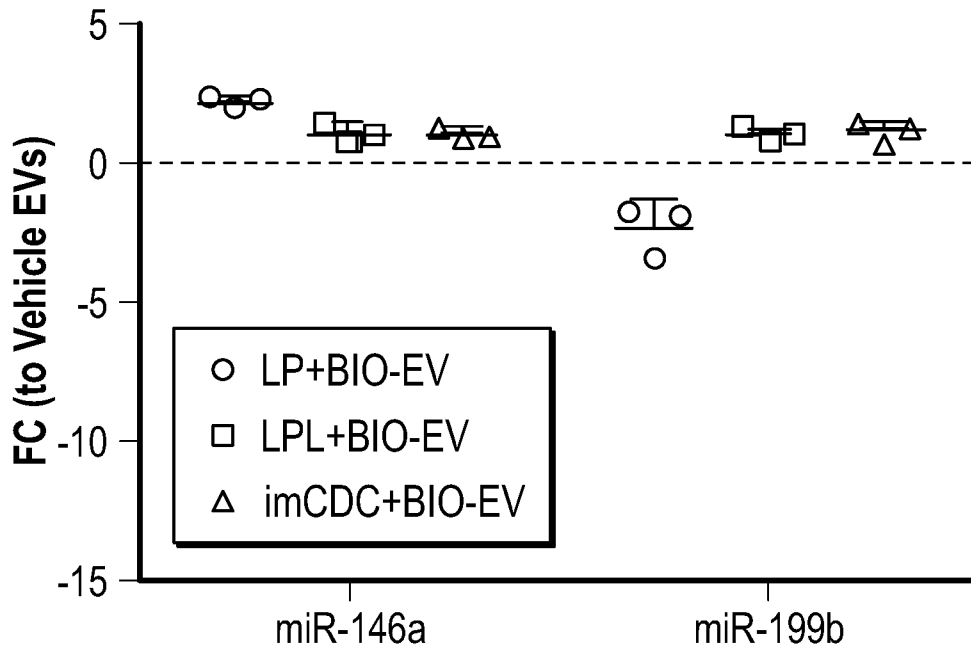 FC (to Vehicle EVs)
5
0
-5
-10
-15
LP+BIO-EV
LPL+BIO-EV
imCDC+BIO-EV
miR-146a
miR-199b